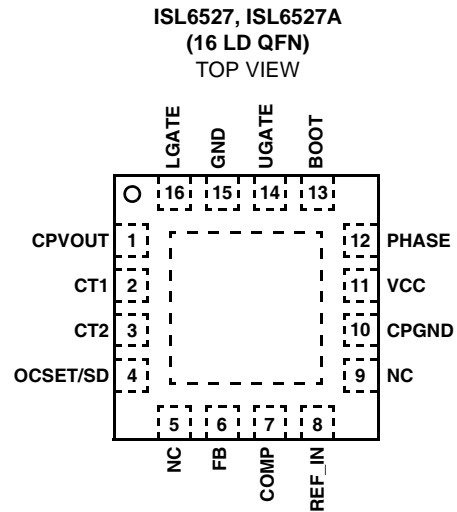 ISL6527, ISL6527A
(16 LD QFN)
TOP VIEW
LGATE
GND
UGATE
BOOT
16 15 14 13
CPVOUT 1
CT1 2
CT2 3
OCSET/SD 4
12 PHASE
11 VCC
10 CPGND
9 NC
5 6 7 8
NC
FB
COMP
REF_IN